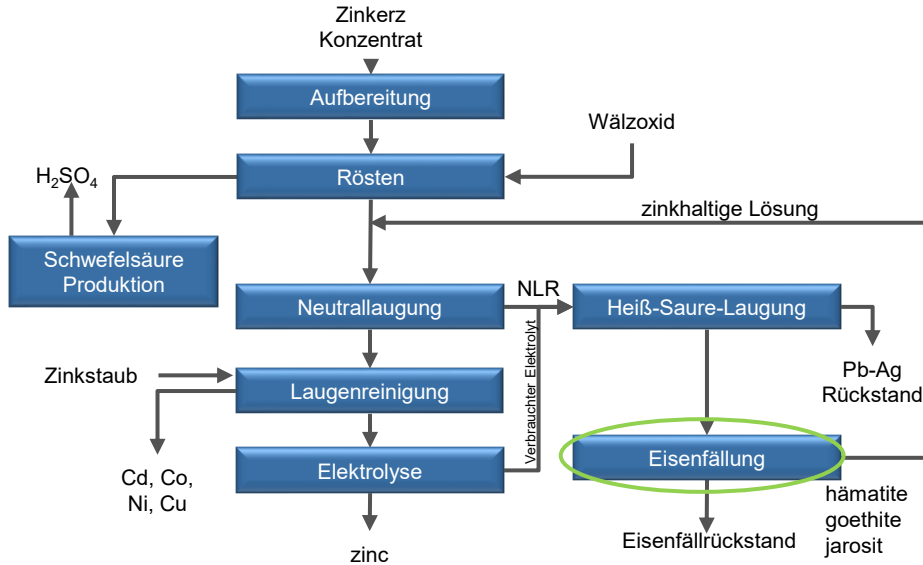 Zinkerz
Konzentrat
Aufbereitung
Wälzoxid
Rösten
H₂SO₄
zinkhaltige Lösung
Schwefelsäure
Produktion
Neutrallaugung
NLR
Heiß-Saure-Laugung
Verbrauchter Elektrolyt
Zinkstaub
Laugenreinigung
Pb-Ag
Rückstand
Cd, Co,
Ni, Cu
Elektrolyse
Eisenfällung
zinc
Eisenfällrückstand
hämatite
goethite
jarosit